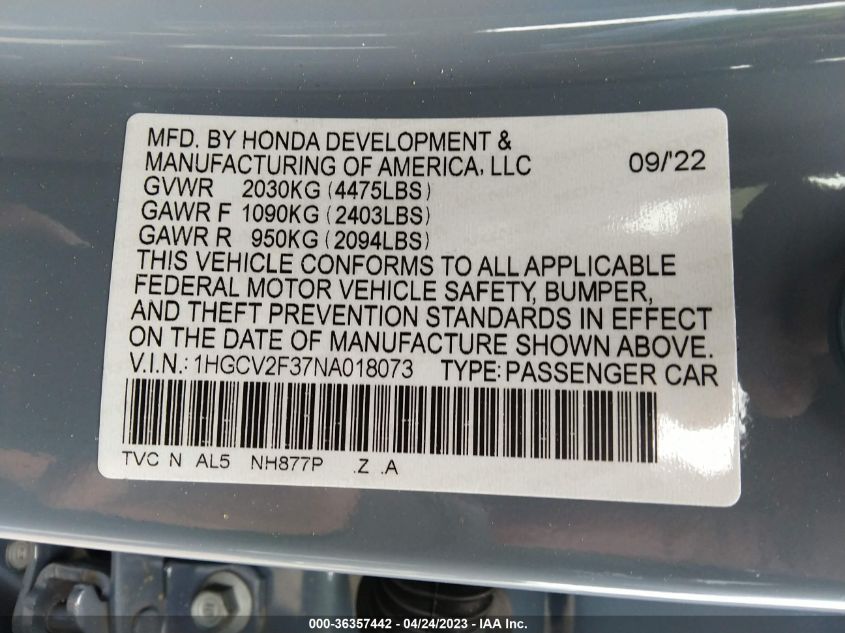 MFD. BY HONDA DEVELOPMENT &
MANUFACTURING OF AMERICA, LLC 09/'22
GVWR 2030KG (4475LBS)
GAWR F 1090KG (2403LBS)
GAWR R 950KG (2094LBS)
THIS VEHICLE CONFORMS TO ALL APPLICABLE
FEDERAL MOTOR VEHICLE SAFETY, BUMPER,
AND THEFT PREVENTION STANDARDS IN EFFECT
ON THE DATE OF MANUFACTURE SHOWN ABOVE.
V.I.N.: 1HGCV2F37NA018073 TYPE: PASSENGER CAR
TVC N AL5 NH877P .Z .A
000-36357442 - 04/24/2023 - IAA Inc.